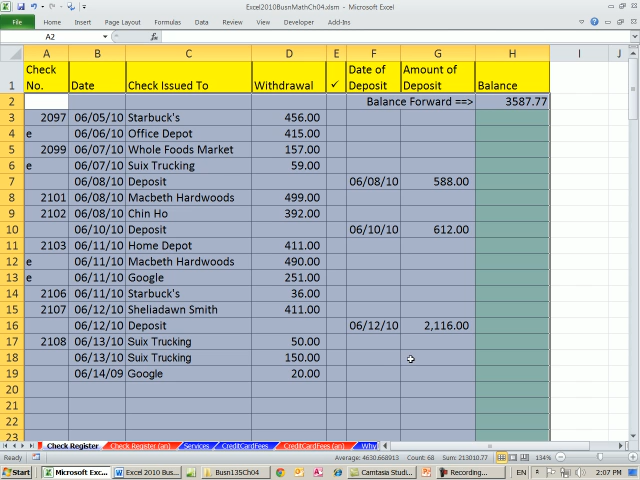 Excel2010BusnMathCh04.xlsm - Microsoft Excel
File Home Insert Page Layout Formulas Data Review View Developer Add-Ins
A2 fx
A B C D E F G H I J
Check No. Date Check Issued To Withdrawal ✓ Date of Deposit Amount of Deposit Balance
1
2 Balance Forward ==> 3587.77
3 2097 06/05/10 Starbuck's 456.00
4 e 06/06/10 Office Depot 415.00
5 2099 06/07/10 Whole Foods Market 157.00
6 e 06/07/10 Suix Trucking 59.00
7 06/08/10 Deposit 06/08/10 588.00
8 2101 06/08/10 Macbeth Hardwoods 499.00
9 2102 06/08/10 Chin Ho 392.00
10 06/10/10 Deposit 06/10/10 612.00
11 2103 06/11/10 Home Depot 411.00
12 e 06/11/10 Macbeth Hardwoods 490.00
13 e 06/11/10 Google 251.00
14 2106 06/11/10 Starbuck's 36.00
15 2107 06/12/10 Sheliadawn Smith 411.00
16 06/12/10 Deposit 06/12/10 2,116.00
17 2108 06/13/10 Suix Trucking 50.00
18 06/13/10 Suix Trucking 150.00
19 06/14/09 Google 20.00
20
21
22
23
Check Register Check Register (an) Services CreditCardFees CreditCardFees (an) Why
Ready Average: 4630.668913 Count: 68 Sum: 213010.77 134%
Start Microsoft Exc... Word Excel 2010 Bus... Busn135Ch04 Camtasia Studi... Recording... EN 2:07 PM